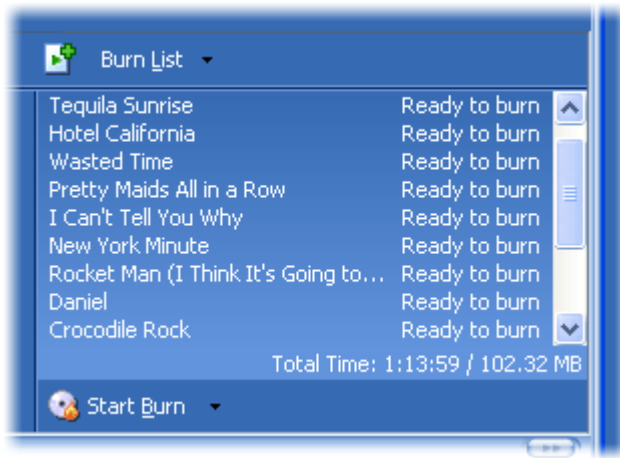 Burn List
Tequila Sunrise Ready to burn
Hotel California Ready to burn
Wasted Time Ready to burn
Pretty Maids All in a Row Ready to burn
I Can't Tell You Why Ready to burn
New York Minute Ready to burn
Rocket Man (I Think It's Going to... Ready to burn
Daniel Ready to burn
Crocodile Rock Ready to burn
Total Time: 1:13:59 / 102.32 MB
Start Burn